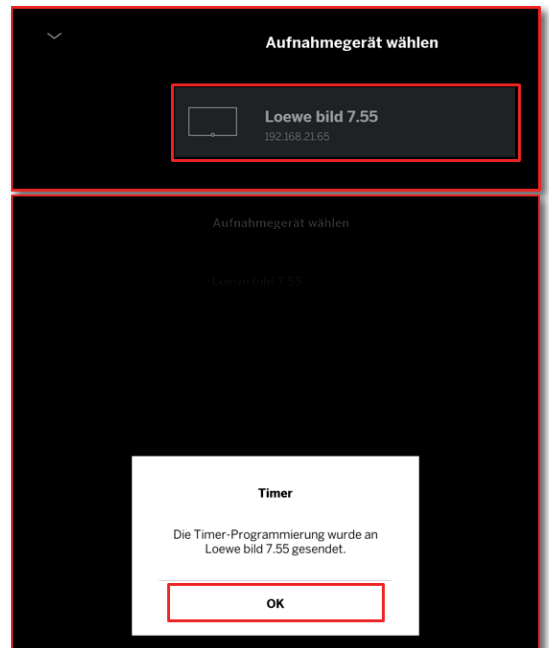 Aufnahmegerät wählen
Loewe bild 7.55
192.168.21.65
Aufnahmegerät wählen
Loewe bild 7.55
Timer
Die Timer-Programmierung wurde an
Loewe bild 7.55 gesendet.
OK